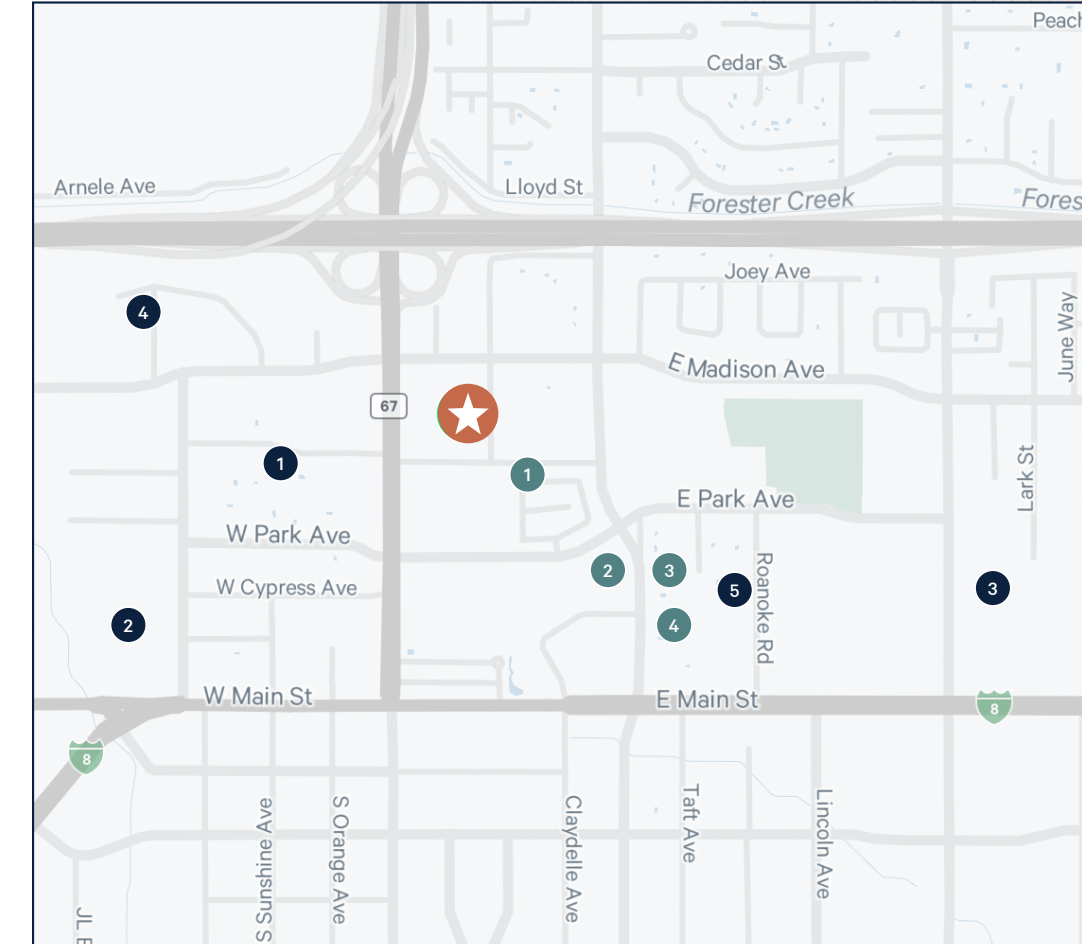 Peach
Cedar St
Arnele Ave
Lloyd St
Forester Creek
Fores
Joey Ave
June Way
4
E Madison Ave
67
1
1
Lark St
E Park Ave
W Park Ave
2
3
Roanoke Rd
W Cypress Ave
5
3
2
4
W Main St
E Main St
8
8
S Sunshine Ave
S Orange Ave
Claydelle Ave
Taft Ave
Lincoln Ave
JL E